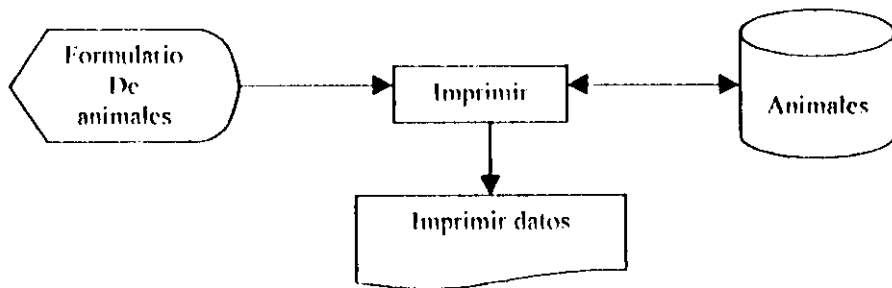 Formulario
De
animales
Imprimir
Animales
Imprimir datos